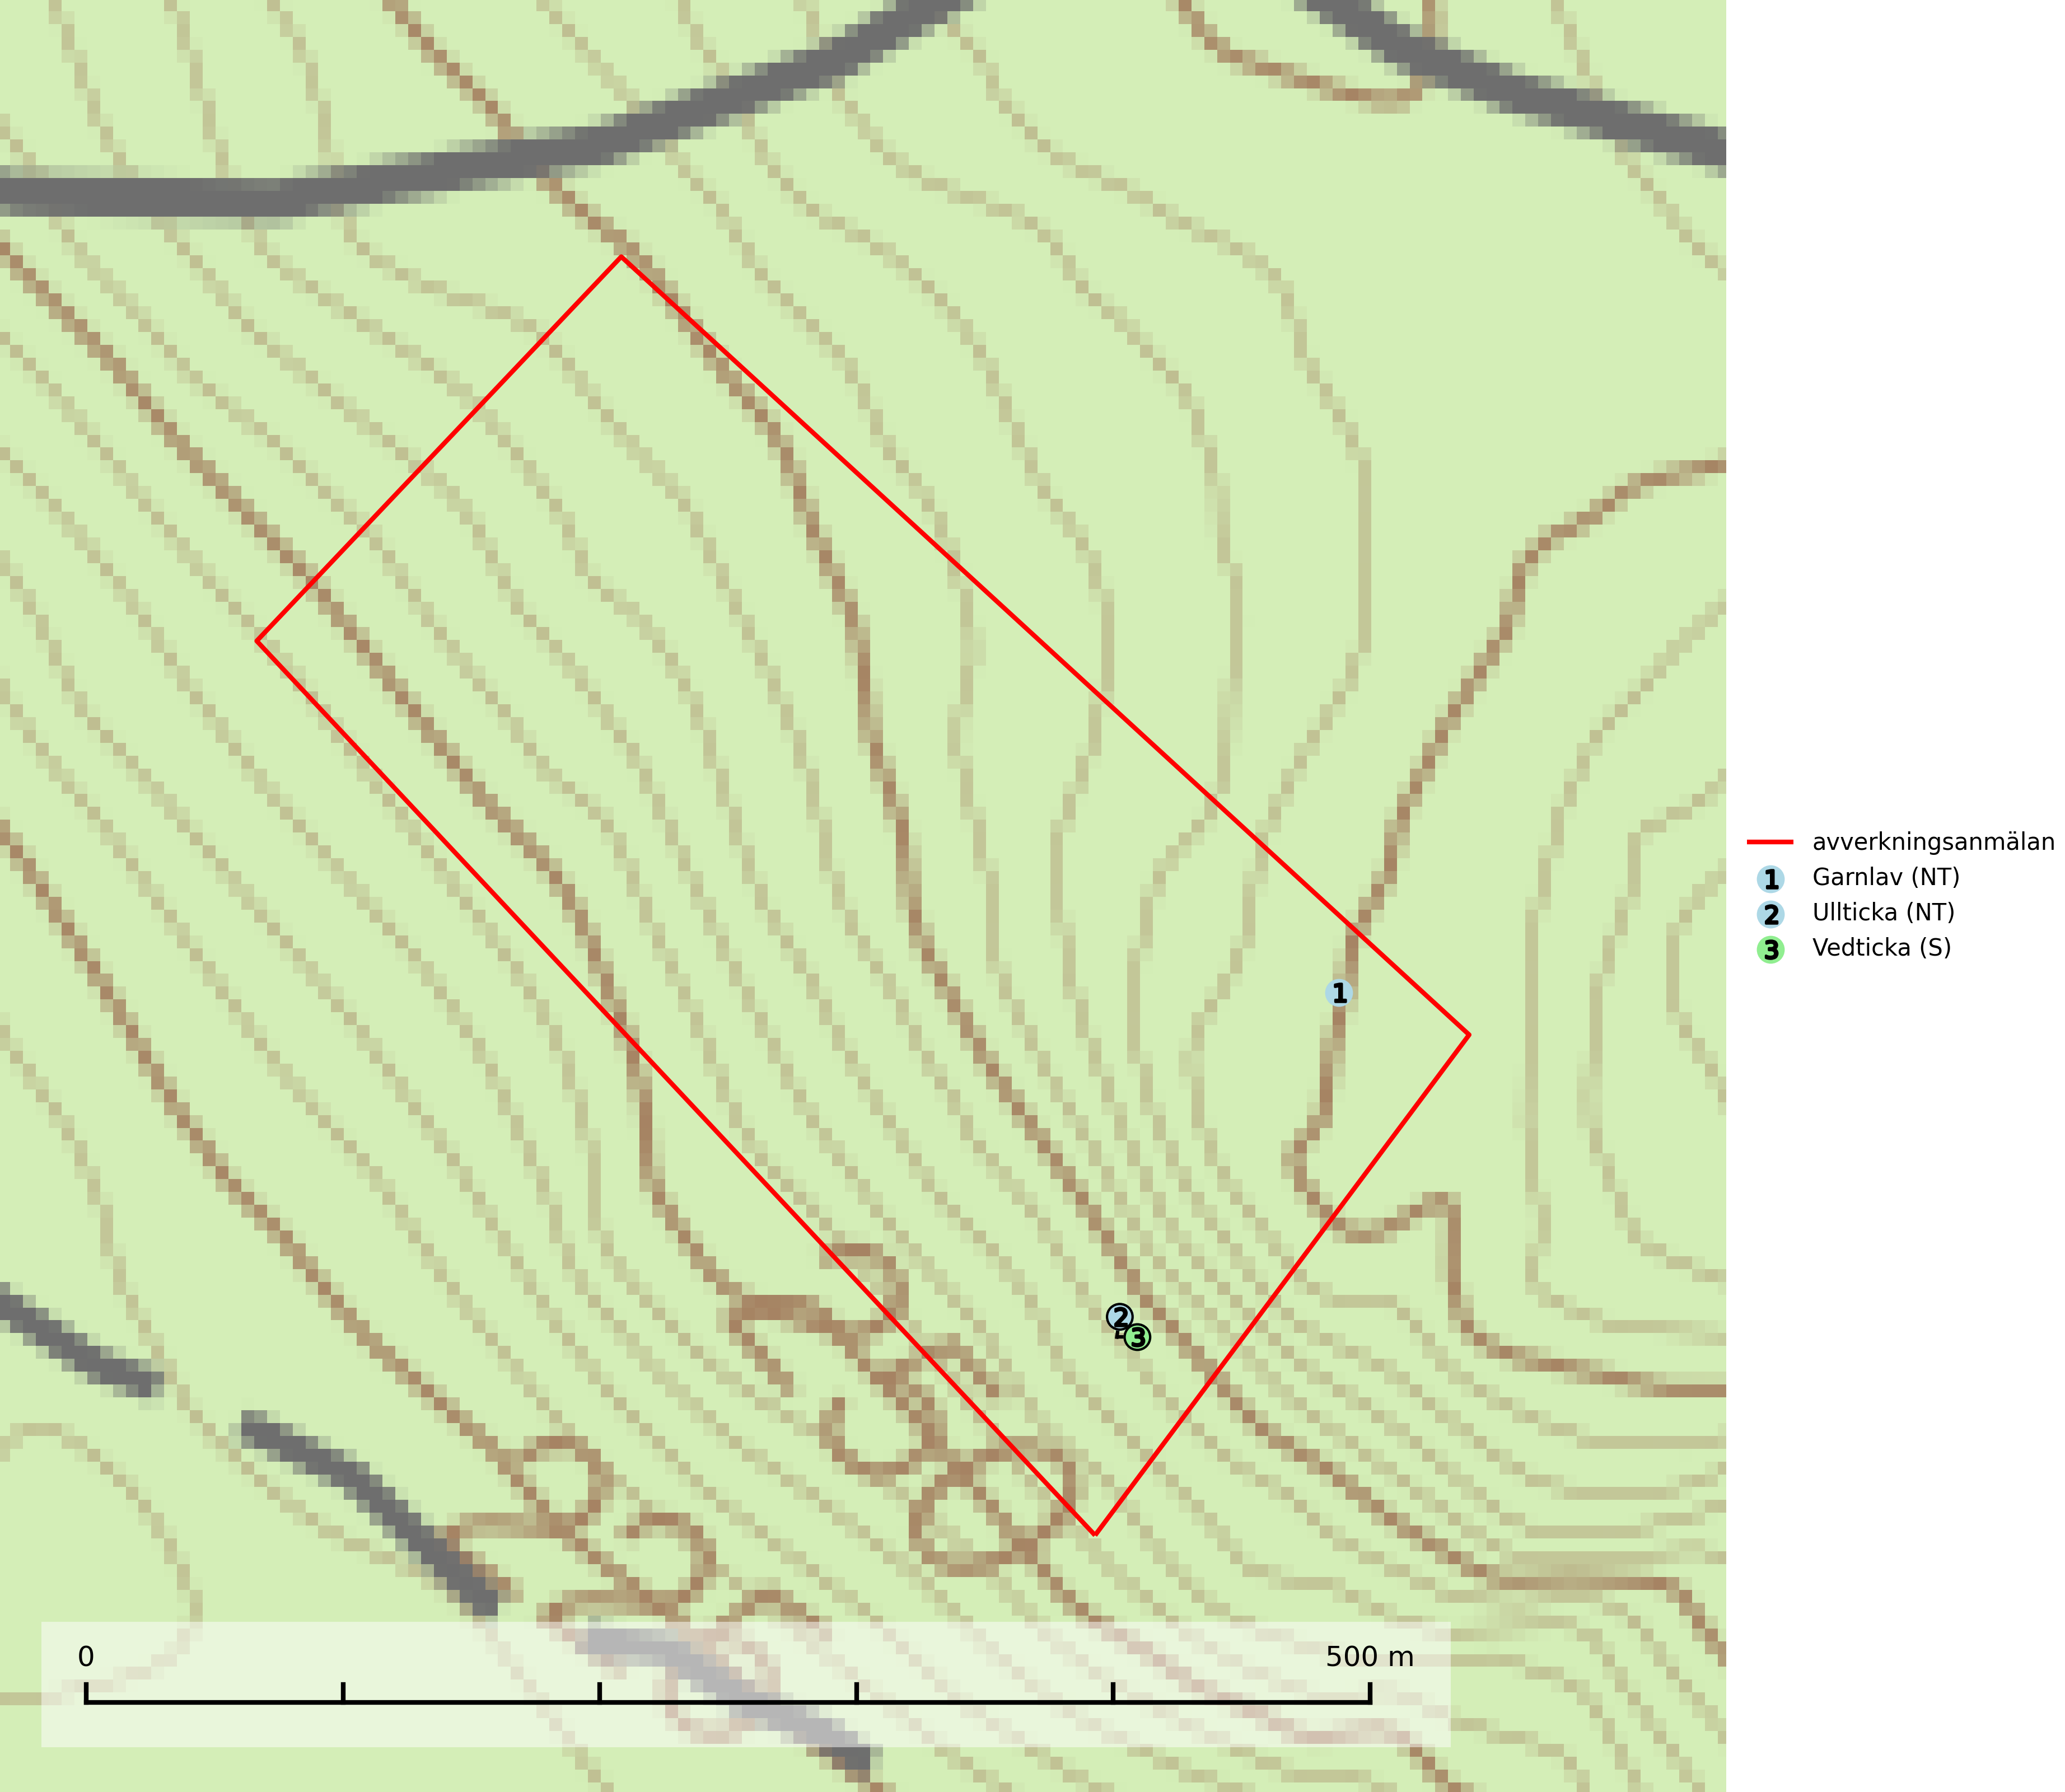 1
2
3
avverkningsanmälan
1 Garnlav (NT)
2 Ullticka (NT)
3 Vedticka (S)
0 500 m